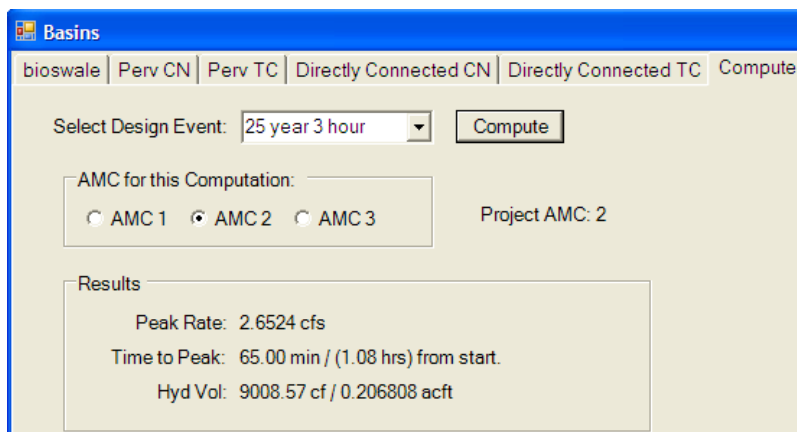 Basins
bioswale Perv CN Perv TC Directly Connected CN Directly Connected TC Compute
Select Design Event: 25 year 3 hour Compute
AMC for this Computation:
AMC 1 AMC 2 AMC 3 Project AMC: 2
Results
Peak Rate: 2.6524 cfs
Time to Peak: 65.00 min / (1.08 hrs) from start.
Hyd Vol: 9008.57 cf / 0.206808 acft